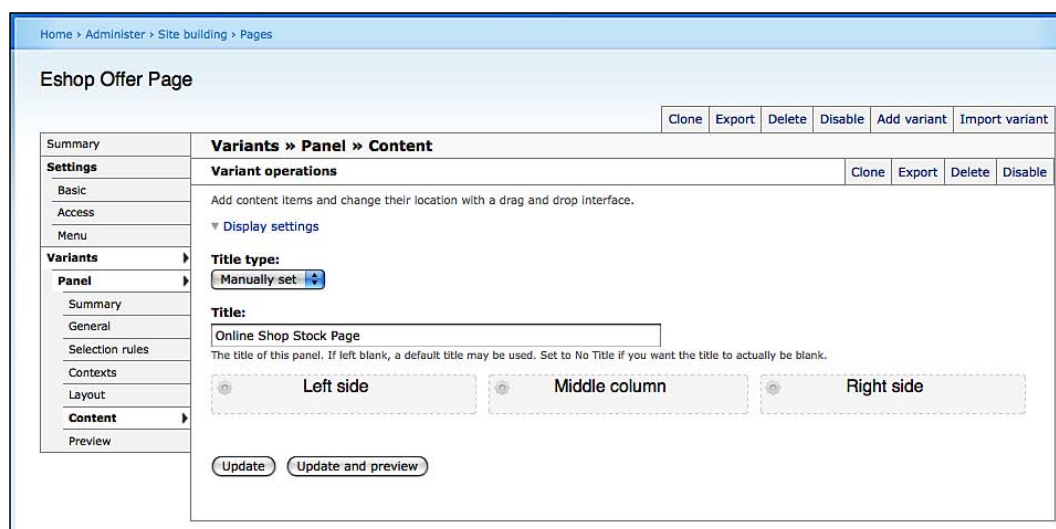 Home › Administer › Site building › Pages
Eshop Offer Page
Clone Export Delete Disable Add variant Import variant
Summary
Settings
Basic
Access
Menu
Variants
Panel
Summary
General
Selection rules
Contexts
Layout
Content
Preview
Variants » Panel » Content
Variant operations
Clone Export Delete Disable
Add content items and change their location with a drag and drop interface.
Display settings
Title type:
Manually set
Title:
Online Shop Stock Page
The title of this panel. If left blank, a default title may be used. Set to No Title if you want the title to actually be blank.
Left side Middle column Right side
Update Update and preview